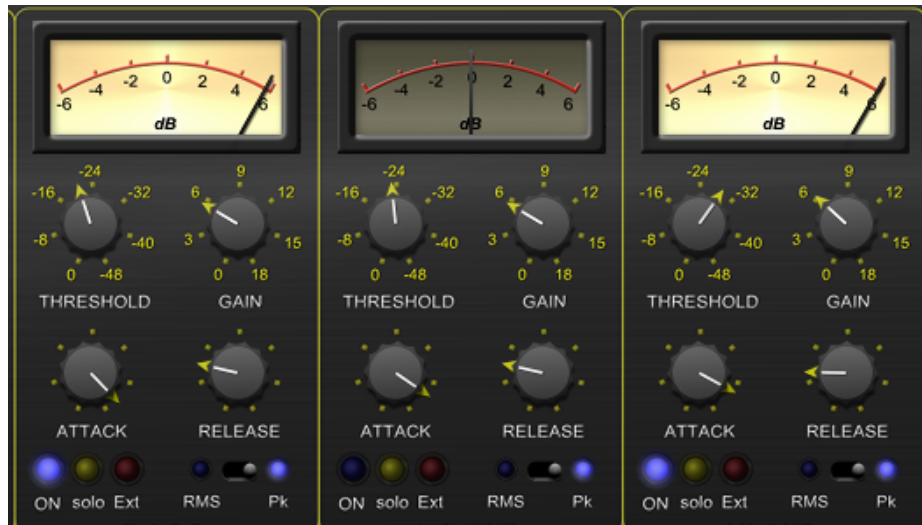 -6 -4 -2 0 2 4 6
dB
-6 -4 -2 0 2 4 6
dB
-6 -4 -2 0 2 4 6
dB
0 -8 -16 -24 -32 -40 -48
THRESHOLD
0 3 6 9 12 15 18
GAIN
0 -8 -16 -24 -32 -40 -48
THRESHOLD
0 3 6 9 12 15 18
GAIN
0 -8 -16 -24 -32 -40 -48
THRESHOLD
0 3 6 9 12 15 18
GAIN
ATTACK RELEASE
ATTACK RELEASE
ATTACK RELEASE
ON solo Ext RMS Pk
ON solo Ext RMS Pk
ON solo Ext RMS Pk